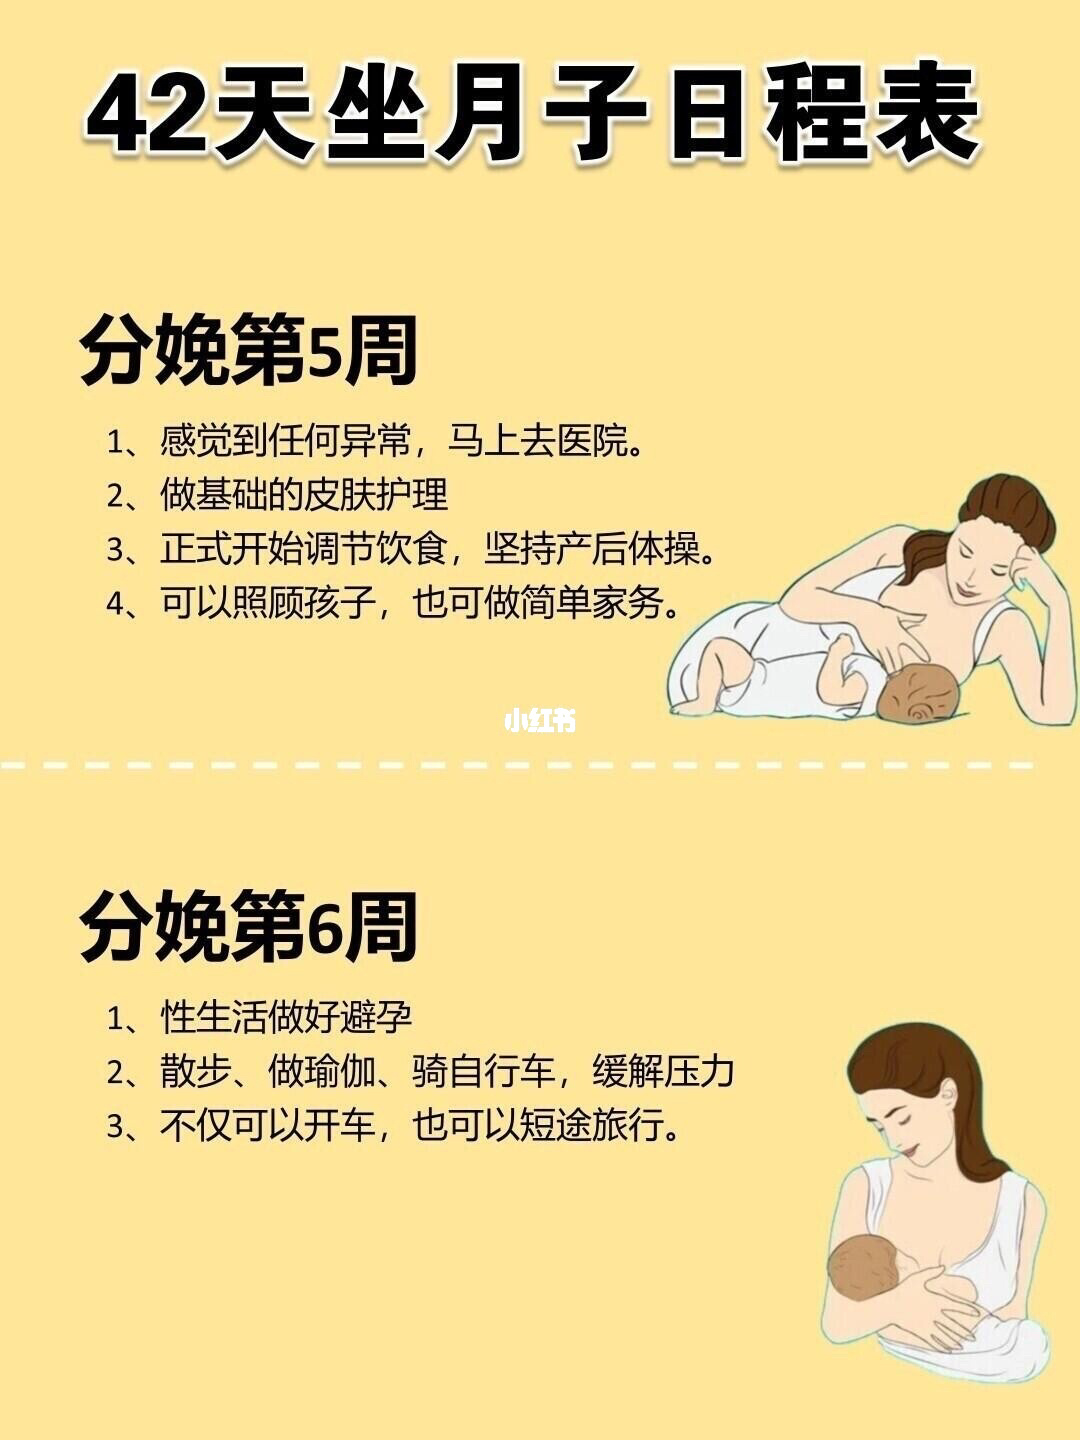 42天坐月子日程表
分娩第5周
1、感觉到任何异常，马上去医院。
2、做基础的皮肤护理
3、正式开始调节饮食，坚持产后体操。
4、可以照顾孩子，也可做简单家务。
小红书
分娩第6周
1、性生活做好避孕
2、散步、做瑜伽、骑自行车，缓解压力
3、不仅可以开车，也可以短途旅行。